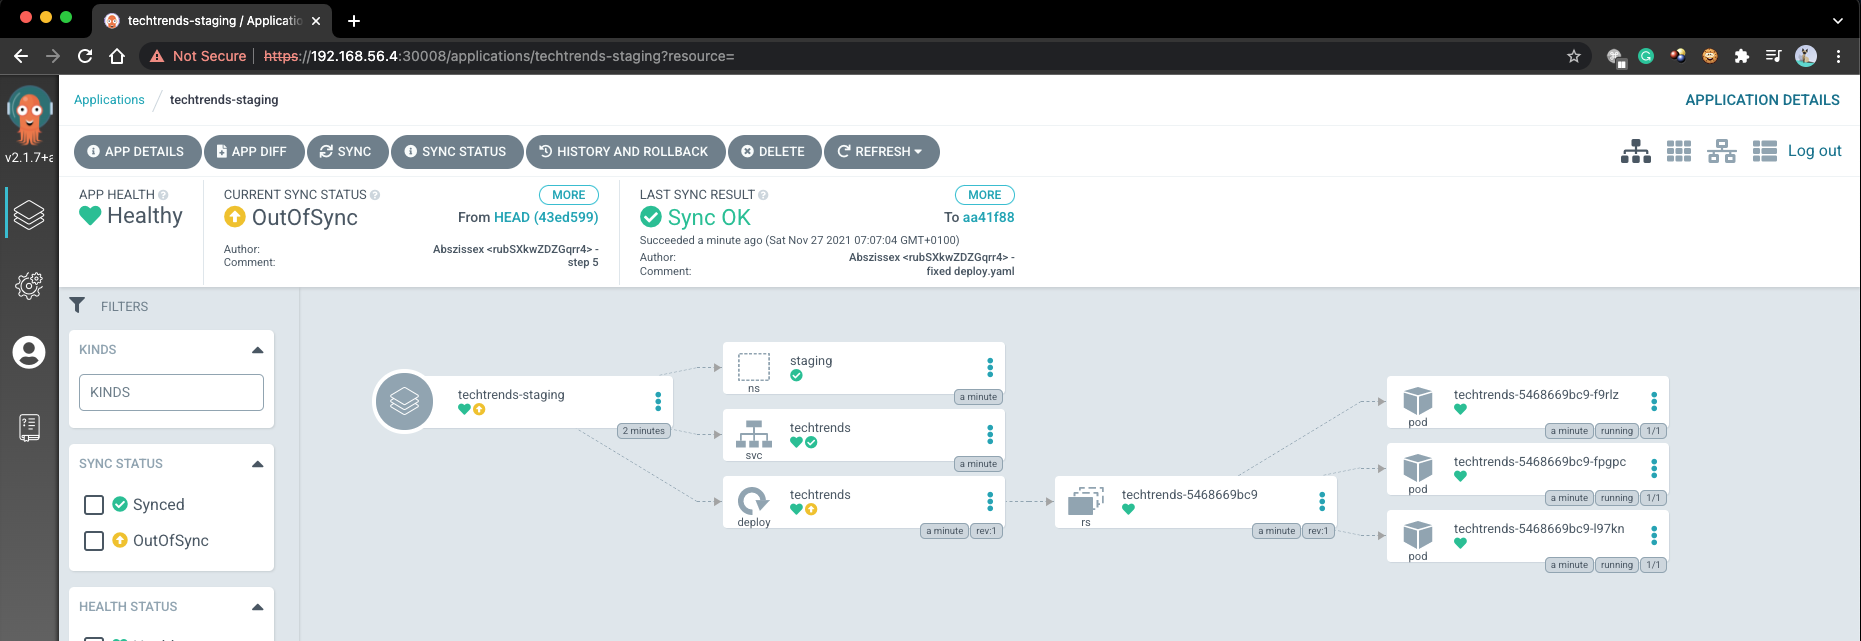 techtrends-staging / Applicatio
Not Secure https://192.168.56.4:30008/applications/techtrends-staging?resource=
v2.1.7+a
Applications / techtrends-staging
APPLICATION DETAILS
APP DETAILS APP DIFF SYNC SYNC STATUS HISTORY AND ROLLBACK DELETE REFRESH
Log out
APP HEALTH
Healthy
CURRENT SYNC STATUS MORE
OutOfSync From HEAD (43ed599)
Author: Abszissex <rubSXkwZDZGqrr4> -
Comment: step 5
LAST SYNC RESULT MORE
Sync OK To aa41f88
Succeeded a minute ago (Sat Nov 27 2021 07:07:04 GMT+0100)
Author: Abszissex <rubSXkwZDZGqrr4> -
Comment: fixed deploy.yaml
FILTERS
KINDS
KINDS
SYNC STATUS
Synced
OutOfSync
HEALTH STATUS
techtrends-staging
2 minutes
staging
ns
a minute
techtrends
svc
a minute
techtrends
deploy
a minute rev:1
techtrends-5468669bc9
rs
a minute rev:1
techtrends-5468669bc9-f9rlz
pod
a minute running 1/1
techtrends-5468669bc9-fpgpc
pod
a minute running 1/1
techtrends-5468669bc9-l97kn
pod
a minute running 1/1